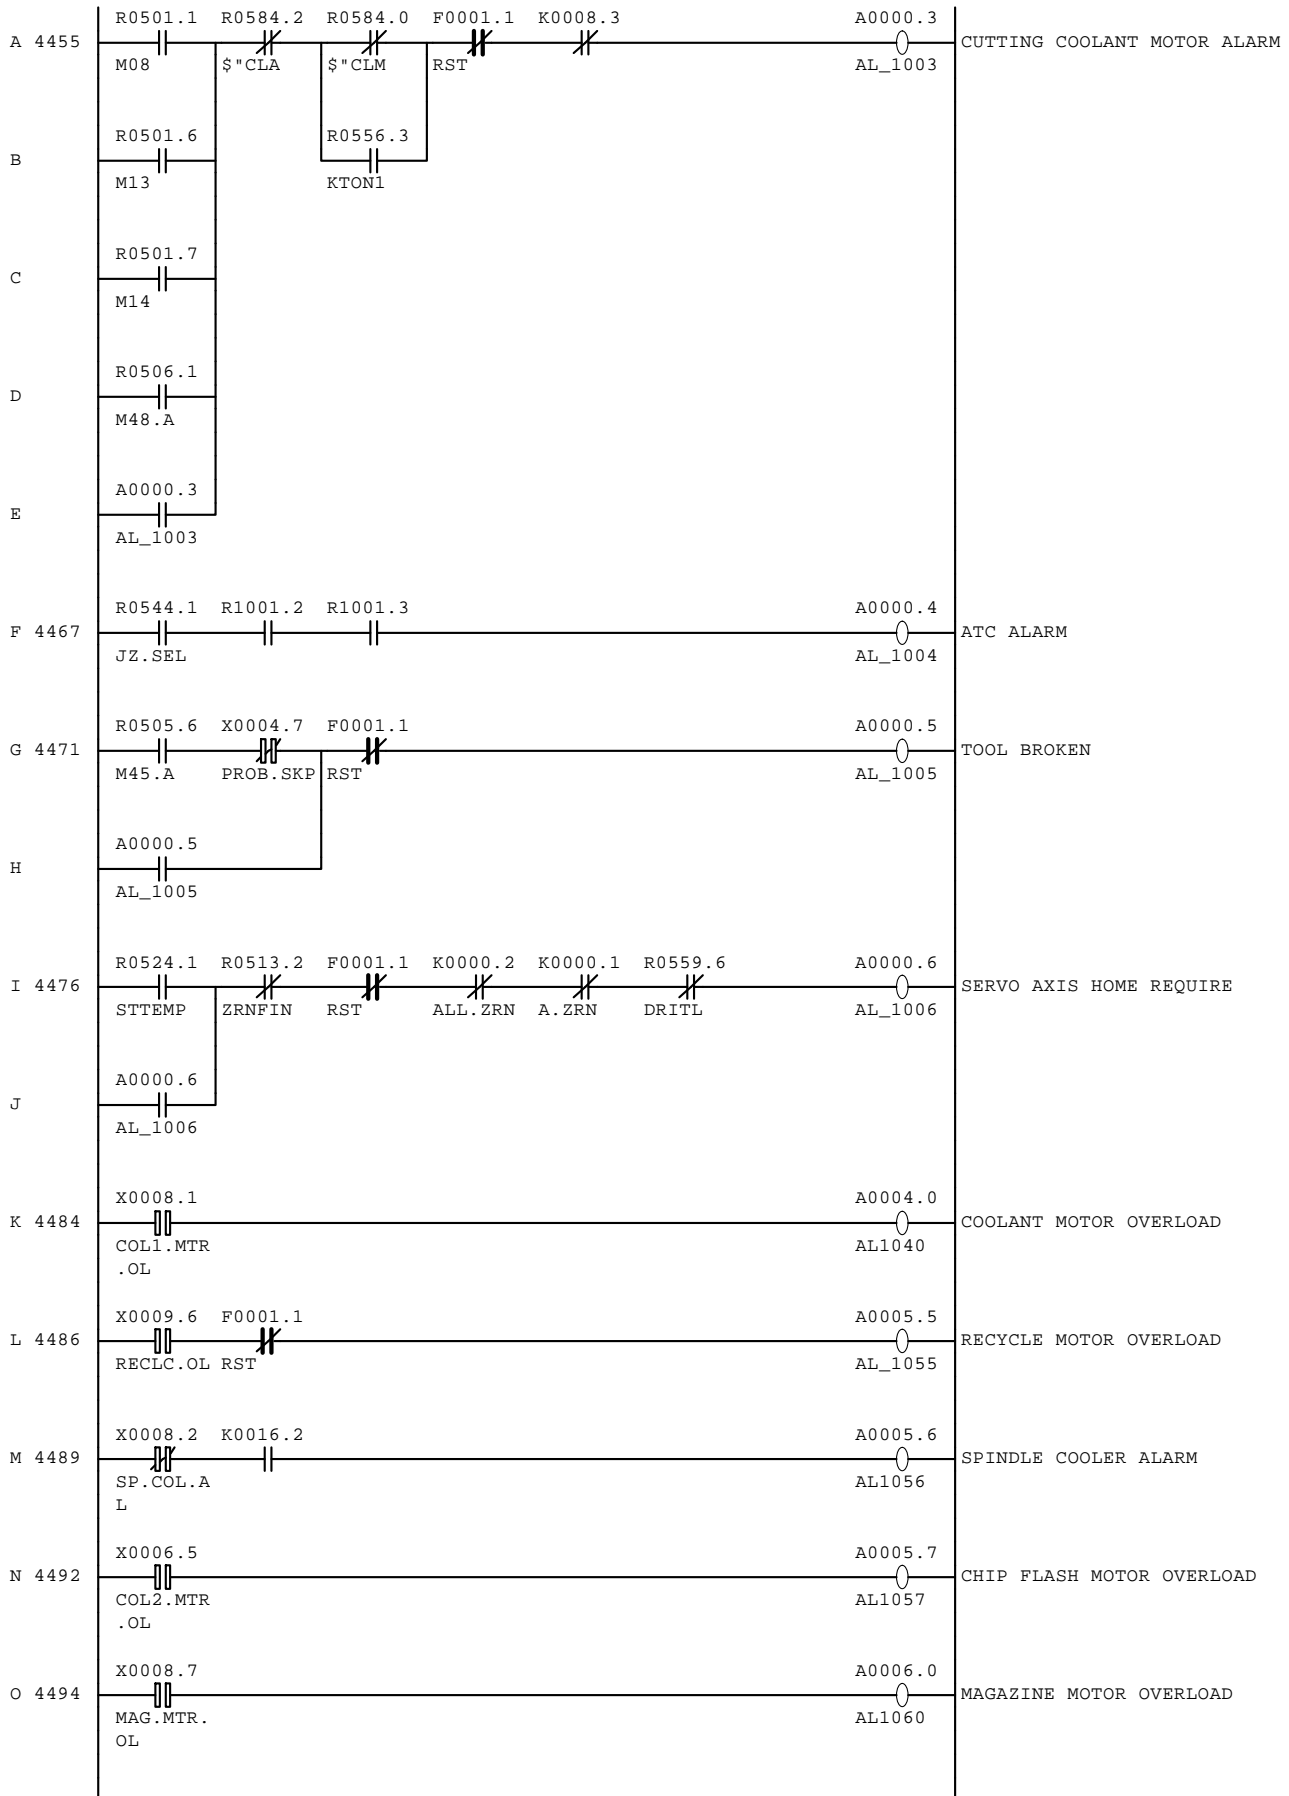 R0501.1 R0584.2 R0584.0 F0001.1 K0008.3 A0000.3
A 4455 CUTTING COOLANT MOTOR ALARM
M08 $"CLA $"CLM RST AL_1003
R0501.6 R0556.3
B
M13 KTON1
R0501.7
C
M14
R0506.1
D
M48.A
A0000.3
E
AL_1003
R0544.1 R1001.2 R1001.3 A0000.4
F 4467 ATC ALARM
JZ.SEL AL_1004
R0505.6 X0004.7 F0001.1 A0000.5
G 4471 TOOL BROKEN
M45.A PROB.SKP RST AL_1005
A0000.5
H
AL_1005
R0524.1 R0513.2 F0001.1 K0000.2 K0000.1 R0559.6 A0000.6
I 4476 SERVO AXIS HOME REQUIRE
STTEMP ZRNFIN RST ALL.ZRN A.ZRN DRITL AL_1006
A0000.6
J
AL_1006
X0008.1 A0004.0
K 4484 COOLANT MOTOR OVERLOAD
COL1.MTR AL1040
.OL
X0009.6 F0001.1 A0005.5
L 4486 RECYCLE MOTOR OVERLOAD
RECLC.OL RST AL_1055
X0008.2 K0016.2 A0005.6
M 4489 SPINDLE COOLER ALARM
SP.COL.A AL1056
L
X0006.5 A0005.7
N 4492 CHIP FLASH MOTOR OVERLOAD
COL2.MTR AL1057
.OL
X0008.7 A0006.0
O 4494 MAGAZINE MOTOR OVERLOAD
MAG.MTR. AL1060
OL